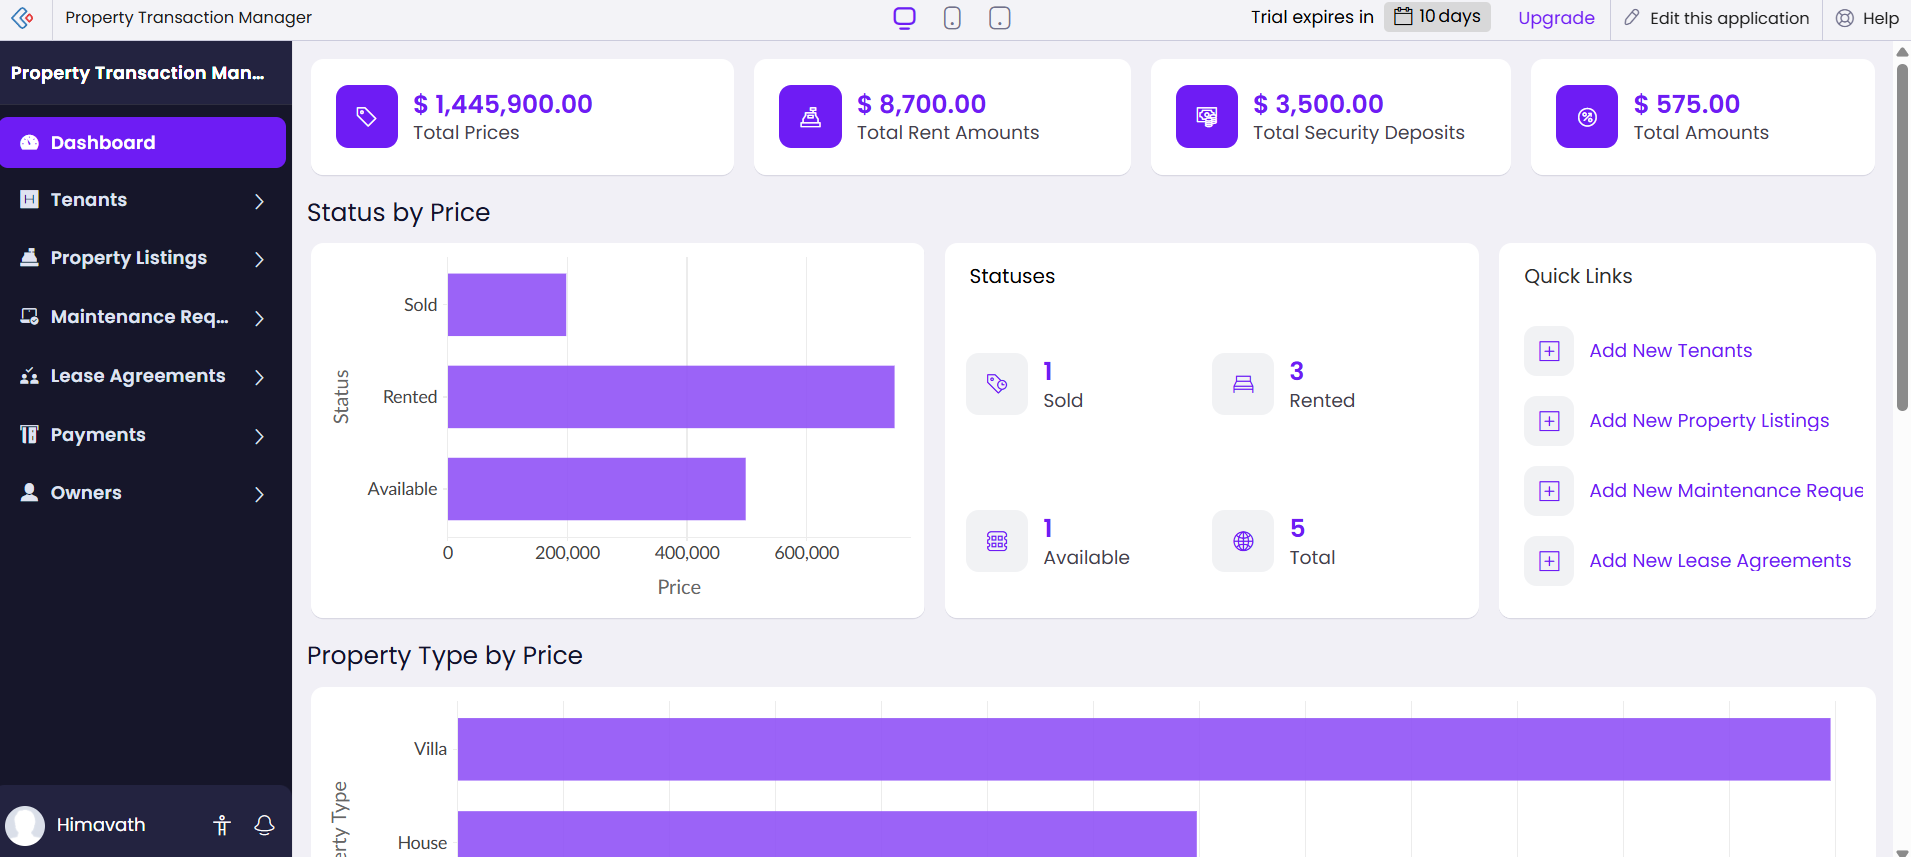 Property Transaction Manager
Trial expires in 10 days Upgrade Edit this application Help
Property Transaction Man...
Dashboard
Tenants
Property Listings
Maintenance Req...
Lease Agreements
Payments
Owners
Himavath
$ 1,445,900.00
Total Prices
$ 8,700.00
Total Rent Amounts
$ 3,500.00
Total Security Deposits
$ 575.00
Total Amounts
Status by Price
Status
Sold
Rented
Available
0 200,000 400,000 600,000
Price
Statuses
1
Sold
3
Rented
1
Available
5
Total
Quick Links
Add New Tenants
Add New Property Listings
Add New Maintenance Reque
Add New Lease Agreements
Property Type by Price
erty Type
Villa
House